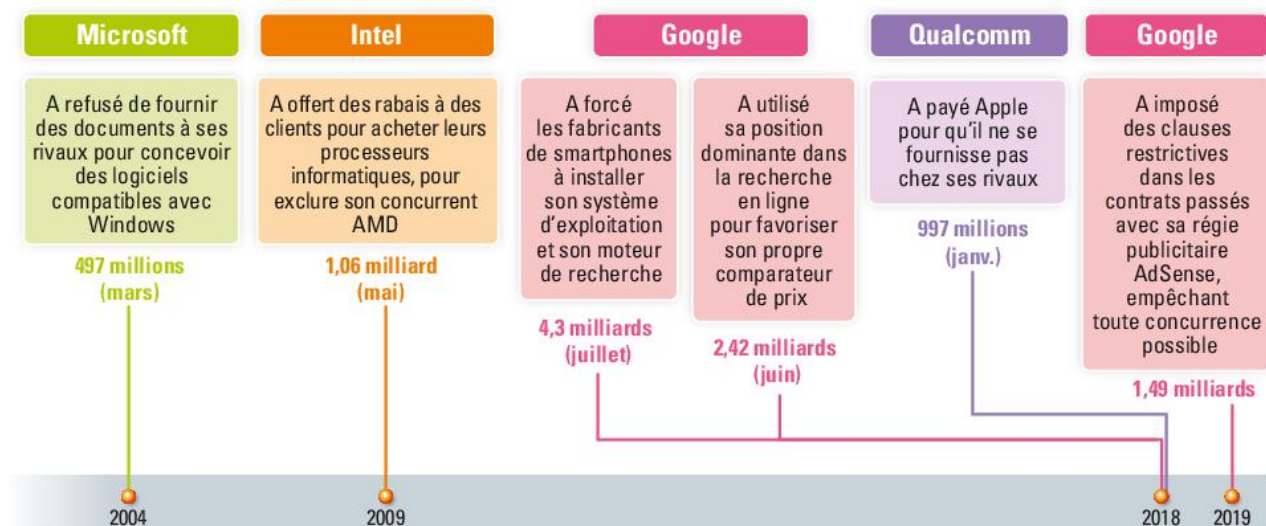 Microsoft
A refusé de fournir
des documents à ses
rivaux pour concevoir
des logiciels
compatibles avec
Windows
497 millions
(mars)
Intel
A offert des rabais à des
clients pour acheter leurs
processeurs
informatiques, pour
exclure son concurrent
AMD
1,06 milliard
(mai)
Google
A forcé
les fabricants
de smartphones
à installer
son système
d'exploitation
et son moteur
de recherche
4,3 milliards
(juillet)
A utilisé
sa position
dominante dans
la recherche
en ligne
pour favoriser
son propre
comparateur
de prix
2,42 milliards
(juin)
Qualcomm
A payé Apple
pour qu'il ne se
fournisse pas
chez ses rivaux
997 millions
(janv.)
Google
A imposé
des clauses
restrictives
dans les
contrats passés
avec sa régie
publicitaire
AdSense,
empêchant
toute concurrence
possible
1,49 milliards
2004
2009
2018
2019